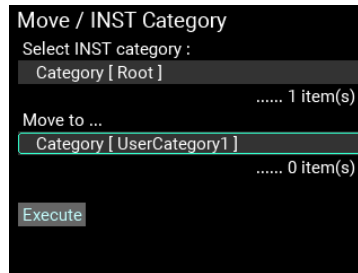 Move / INST Category
Select INST category :
Category [ Root ]
...... 1 item(s)
Move to ...
Category [ UserCategory1 ]
...... 0 item(s)
Execute